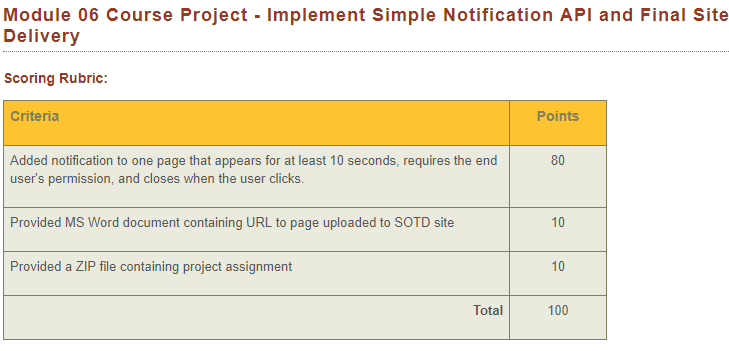 Module 06 Course Project - Implement Simple Notification API and Final Site
Delivery
Scoring Rubric:
Criteria Points
Added notification to one page that appears for at least 10 seconds, requires the end 80
user's permission, and closes when the user clicks.
Provided MS Word document containing URL to page uploaded to SOTD site 10
Provided a ZIP file containing project assignment 10
Total 100